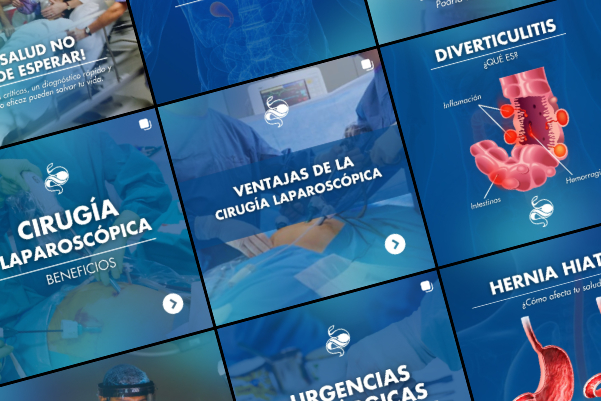 SALUD NO
DE ESPERAR!
críticas, un diagnóstico rápido y
eficaz pueden salvar tu vida.
DIVERTICULITIS
¿QUÉ ES?
Inflamación
Hemorragia
Intestinos
VENTAJAS DE LA
CIRUGÍA LAPAROSCÓPICA
CIRUGÍA
LAPAROSCÓPICA
BENEFICIOS
HERNIA HIAT
¿Cómo afecta tu salud
URGENCIAS